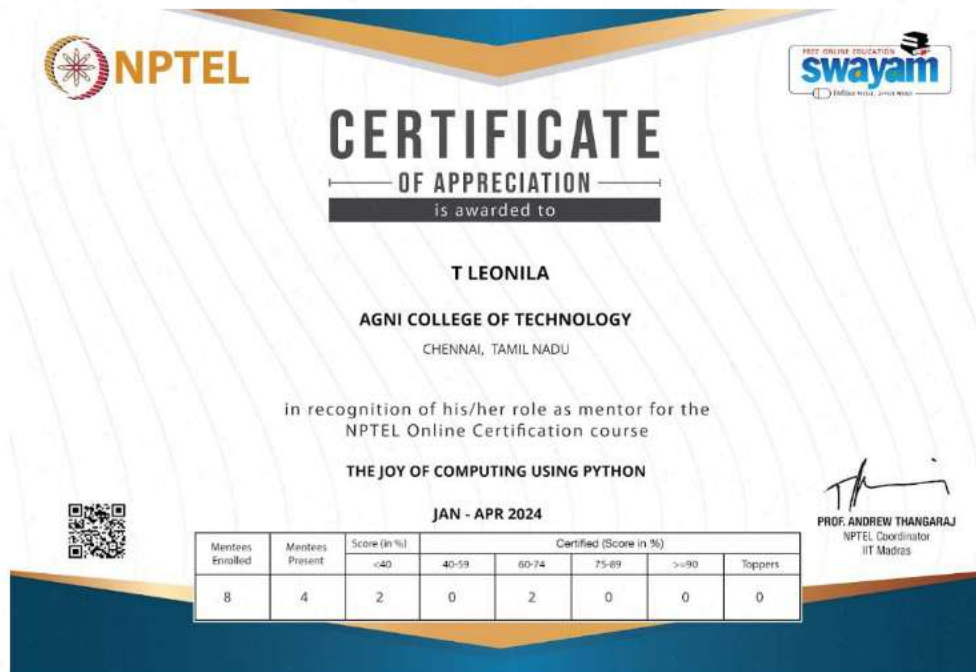 NPTEL
FREE ONLINE EDUCATION
swayam
CERTIFICATE
OF APPRECIATION
is awarded to
T LEONILA
AGNI COLLEGE OF TECHNOLOGY
CHENNAI, TAMIL NADU
in recognition of his/her role as mentor for the
NPTEL Online Certification course
THE JOY OF COMPUTING USING PYTHON
JAN - APR 2024
PROF. ANDREW THANGARAJ
NPTEL Coordinator
IIT Madras
Mentees Enrolled Mentees Present Score (in %) Certified (Score in %)
<40 40-59 60-74 75-89 >=90 Toppers
8 4 2 0 2 0 0 0